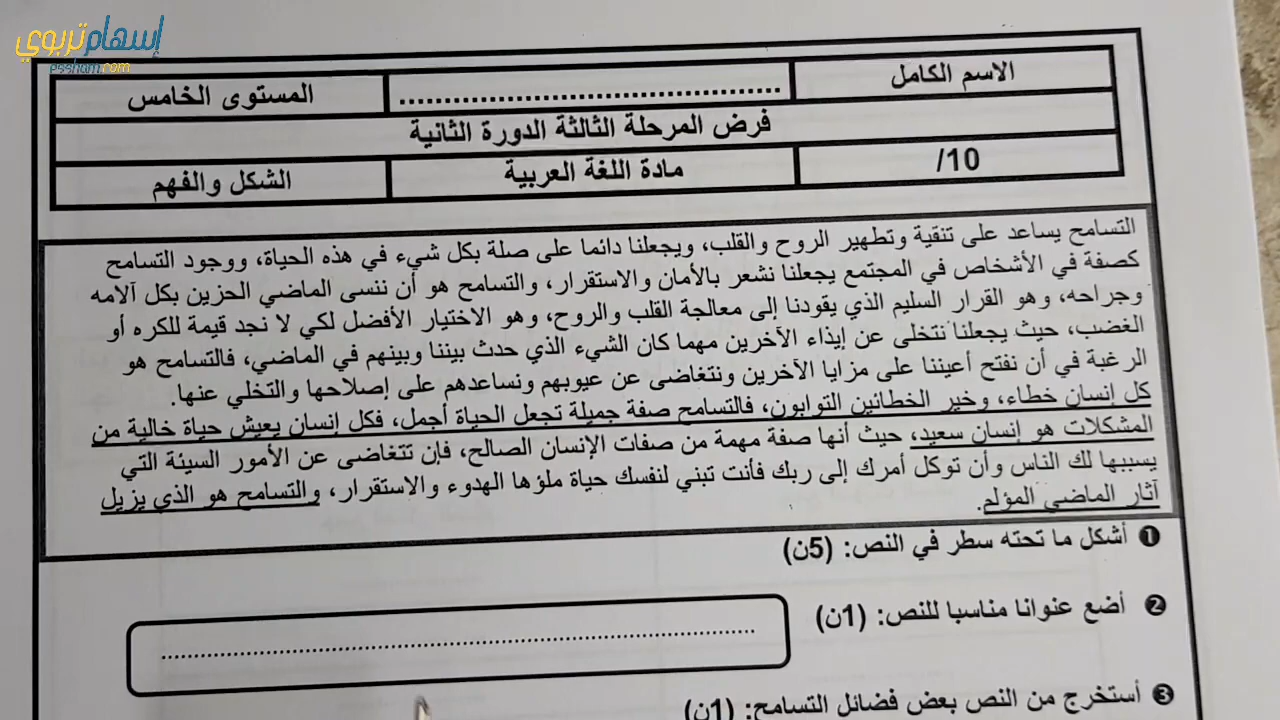 إسهام تربوي
essham.com
الاسم الكامل ........................................ المستوى الخامس
فرض المرحلة الثالثة الدورة الثانية
/10 مادة اللغة العربية الشكل والفهم
التسامح يساعد على تنقية وتطهير الروح والقلب، ويجعلنا دائما على صلة بكل شيء في هذه الحياة، ووجود التسامح
كصفة في الأشخاص في المجتمع يجعلنا نشعر بالأمان والاستقرار، والتسامح هو أن ننسى الماضي الحزين بكل آلامه
وجراحه، وهو القرار السليم الذي يقودنا إلى معالجة القلب والروح، وهو الاختيار الأفضل لكي لا نجد قيمة للكره أو
الغضب، حيث يجعلنا نتخلى عن إيذاء الآخرين مهما كان الشيء الذي حدث بيننا وبينهم في الماضي، فالتسامح هو
الرغبة في أن نفتح أعيننا على مزايا الآخرين ونتغاضى عن عيوبهم ونساعدهم على إصلاحها والتخلي عنها.
كل إنسان خطاء، وخير الخطائين التوابون، فالتسامح صفة جميلة تجعل الحياة أجمل، فكل إنسان يعيش حياة خالية من
المشكلات هو إنسان سعيد، حيث أنها صفة مهمة من صفات الإنسان الصالح، فإن تتغاضى عن الأمور السيئة التي
يسببها لك الناس وأن توكل أمرك إلى ربك فأنت تبني لنفسك حياة ملؤها الهدوء والاستقرار، والتسامح هو الذي يزيل
آثار الماضي المؤلم.
❶ أشكل ما تحته سطر في النص: (5ن)
❷ أضع عنوانا مناسبا للنص: (1ن)
❸ أستخرج من النص بعض فضائل التسامح: (1ن)